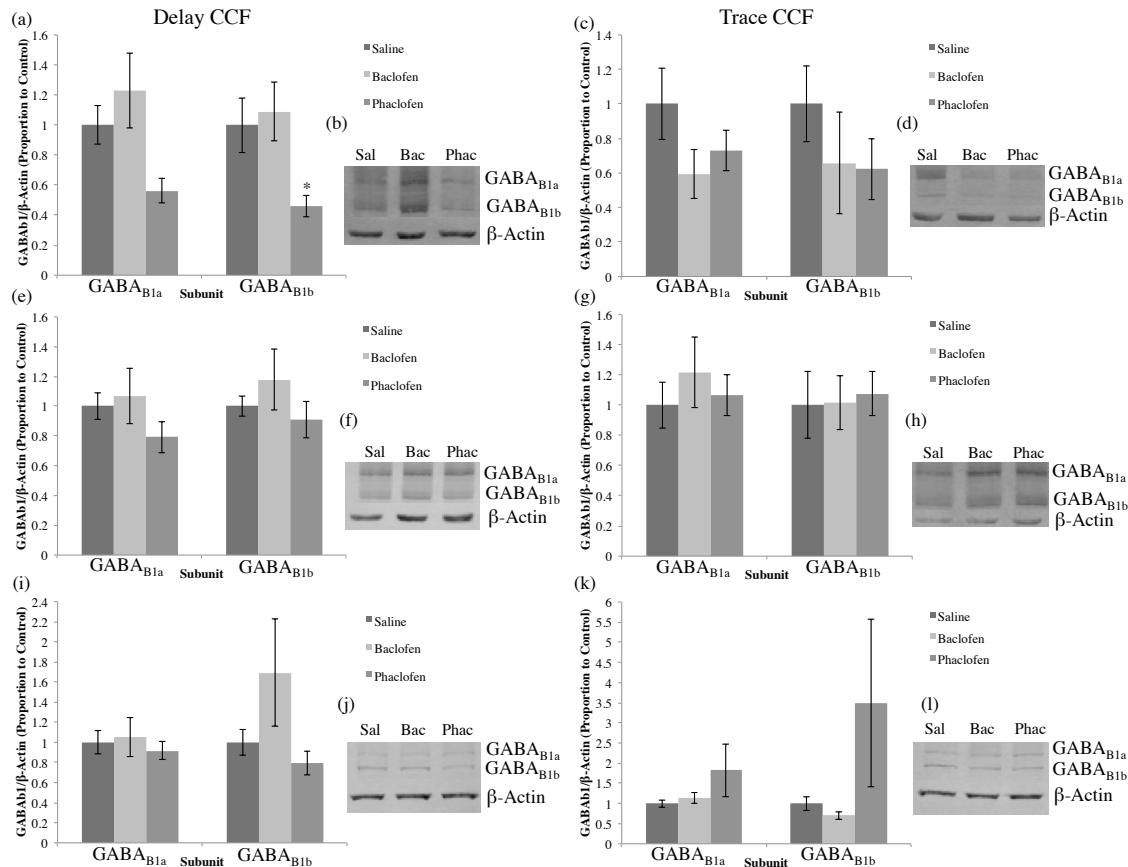 (a)
Delay CCF
GABAb1/β-Actin (Proportion to Control)
1.6
1.4
1.2
1
0.8
0.6
0.4
0.2
0
Saline
Baclofen
Phaclofen
*
GABAB1a
Subunit
GABAB1b
(b)
Sal Bac Phac
GABAB1a
GABAB1b
β-Actin
(c)
Trace CCF
GABAb1/β-Actin (Proportion to Control)
1.4
1.2
1.0
0.8
0.6
0.4
0.2
0
Saline
Baclofen
Phaclofen
GABAB1a
Subunit
GABAB1b
(d)
Sal Bac Phac
GABAB1a
GABAB1b
β-Actin
(e)
GABAb1/β-Actin (Proportion to Control)
1.6
1.4
1.2
1
0.8
0.6
0.4
0.2
0
Saline
Baclofen
Phaclofen
GABAB1a
Subunit
GABAB1b
(f)
Sal Bac Phac
GABAB1a
GABAB1b
β-Actin
(g)
GABAb1/β-Actin (Proportion to Control)
1.6
1.4
1.2
1
0.8
0.6
0.4
0.2
0
Saline
Baclofen
Phaclofen
GABAB1a
Subunit
GABAB1b
(h)
Sal Bac Phac
GABAB1a
GABAB1b
β-Actin
(i)
GABAb1/β-Actin (Proportion to Control)
2.4
2.2
2
1.8
1.6
1.4
1.2
1
0.8
0.6
0.4
0.2
0
Saline
Baclofen
Phaclofen
GABAB1a
Subunit
GABAB1b
(j)
Sal Bac Phac
GABAB1a
GABAB1b
β-Actin
(k)
GABAb1/β-Actin (Proportion to Control)
6
5.5
5
4.5
4
3.5
3
2.5
2
1.5
1
0.5
0
Saline
Baclofen
Phaclofen
GABAB1a
Subunit
GABAB1b
(l)
Sal Bac Phac
GABAB1a
GABAB1b
β-Actin